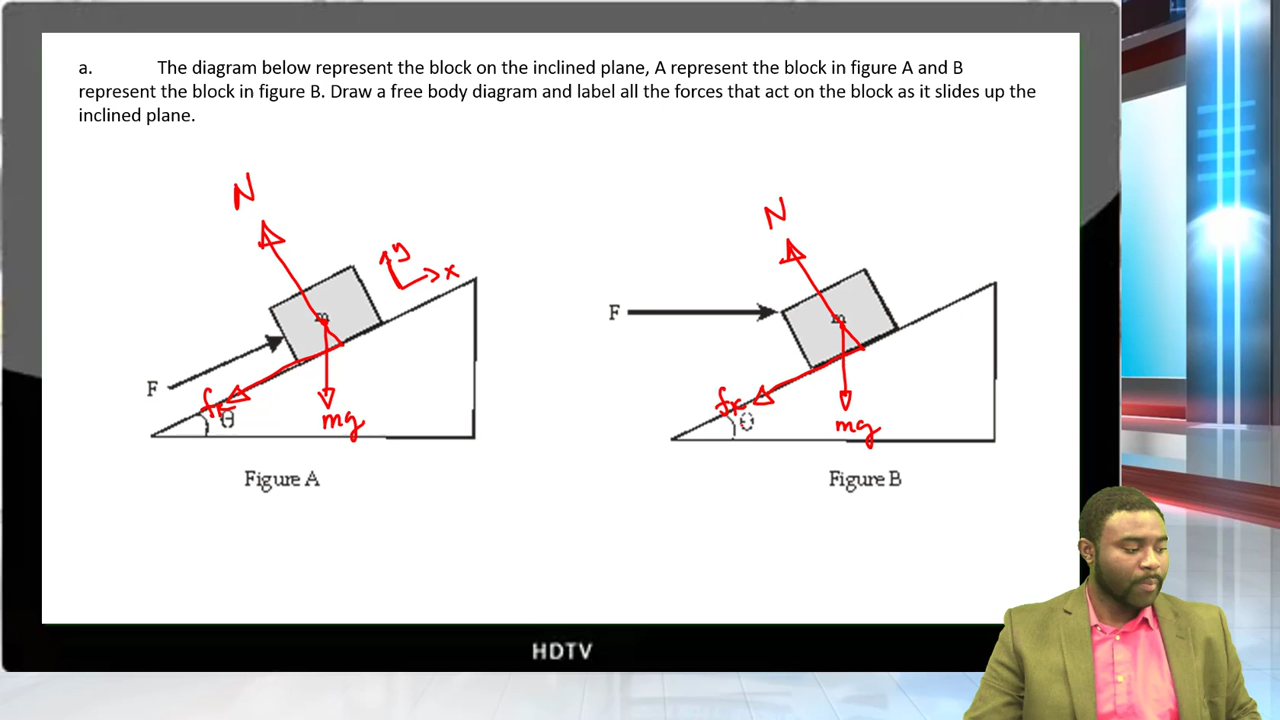 a. The diagram below represent the block on the inclined plane, A represent the block in figure A and B
represent the block in figure B. Draw a free body diagram and label all the forces that act on the block as it slides up the
inclined plane.
N
N
y
x
F
m
F
m
fk
θ
mg
fk
θ
mg
Figure A
Figure B
HDTV